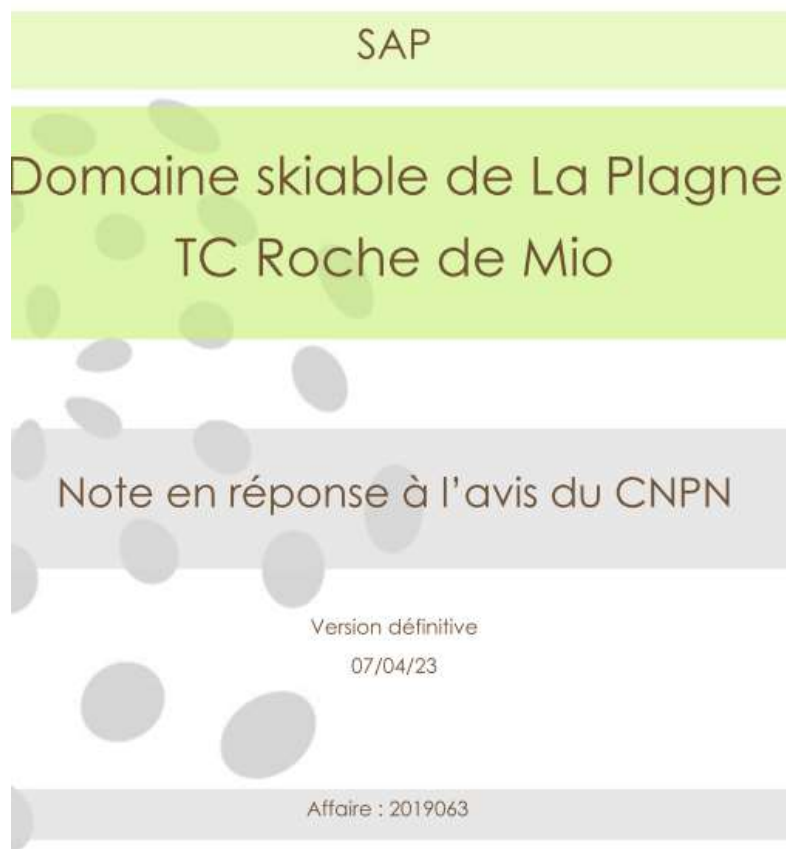 SAP
Domaine skiable de La Plagne
TC Roche de Mio
Note en réponse à l'avis du CNPN
Version définitive
07/04/23
Affaire : 2019063